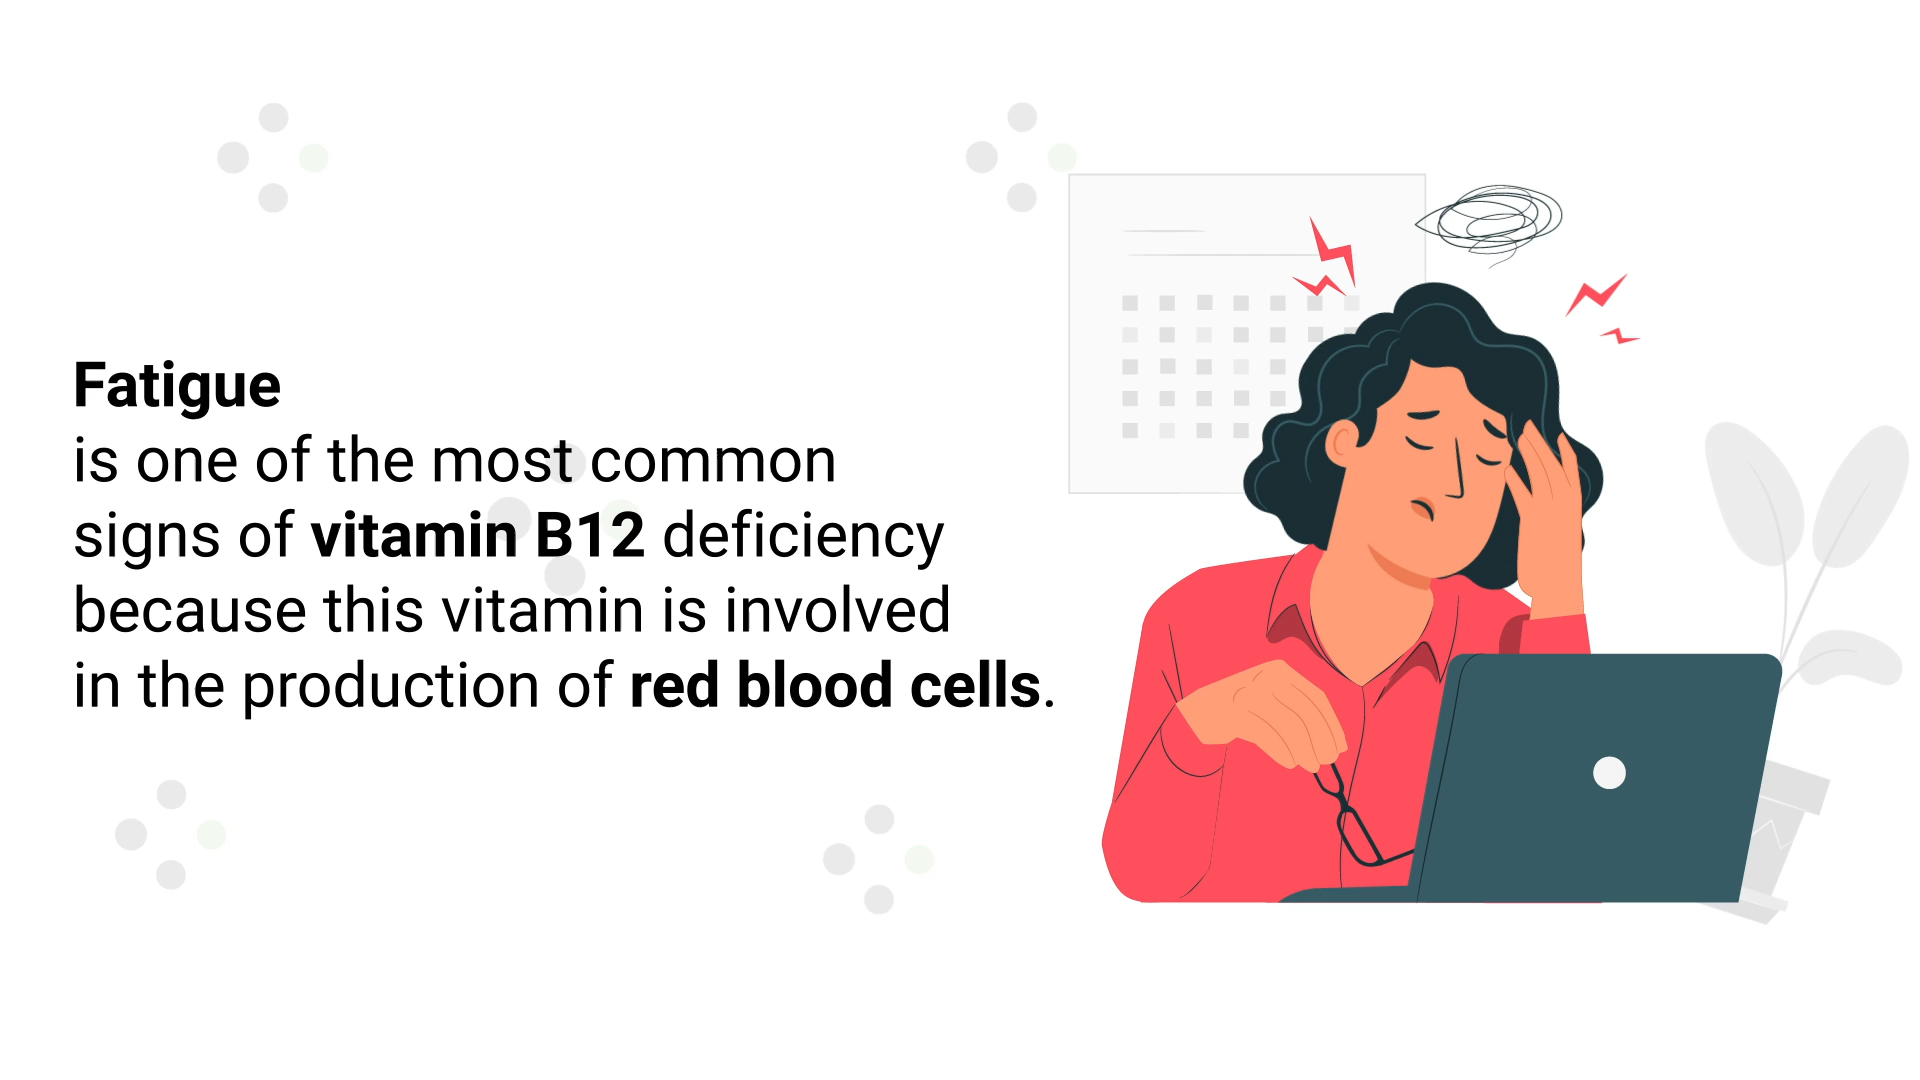 Fatigue
is one of the most common
signs of vitamin B12 deficiency
because this vitamin is involved
in the production of red blood cells.